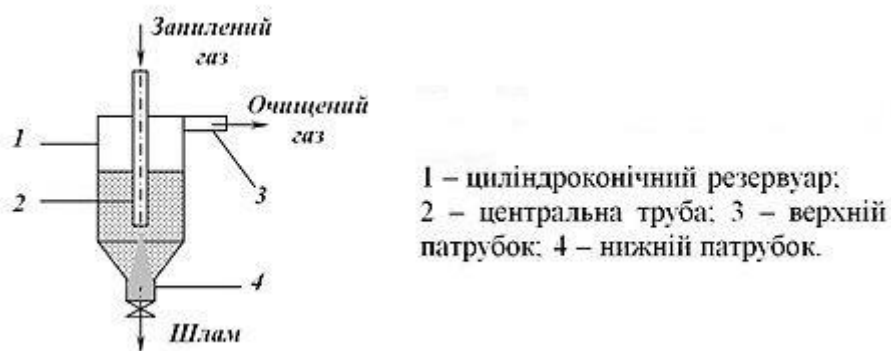 Запилений
газ
Очищений
газ
1
2
3
4
Шлам
1 – циліндроконічний резервуар;
2 – центральна труба; 3 – верхній
патрубок; 4 – нижній патрубок.